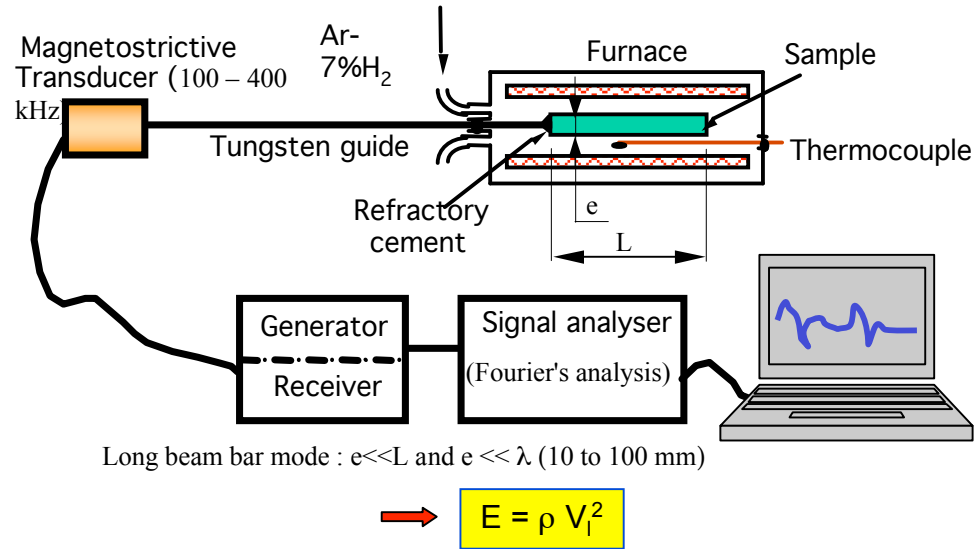 Magnetostrictive
Transducer (100 – 400
kHz)
Ar-
7%H₂
Furnace
Sample
Tungsten guide
Thermocouple
Refractory
cement
e
L
Generator
Receiver
Signal analyser
(Fourier's analysis)
Long beam bar mode : e<<L and e << λ (10 to 100 mm)
E = ρ Vₗ²